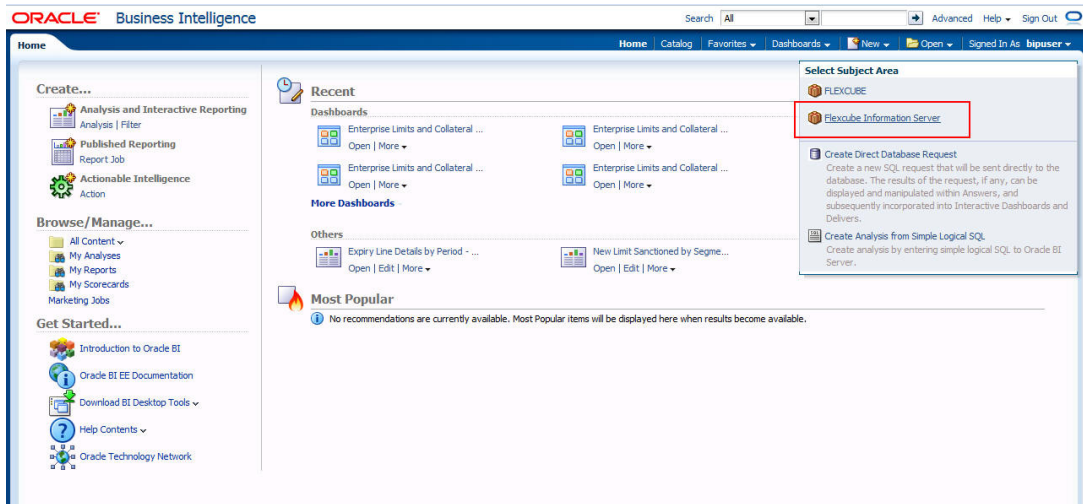 ORACLE Business Intelligence
Search All Advanced Help Sign Out
Home
Home Catalog Favorites Dashboards New Open Signed In As bipuser
Create...
Analysis and Interactive Reporting
Analysis | Filter
Published Reporting
Report Job
Actionable Intelligence
Action
Browse/Manage...
All Content
My Analyses
My Reports
My Scorecards
Marketing Jobs
Get Started...
Introduction to Oracle BI
Oracle BI EE Documentation
Download BI Desktop Tools
Help Contents
Oracle Technology Network
Recent
Dashboards
Enterprise Limits and Collateral ...
Open | More
Enterprise Limits and Collateral ...
Open | More
Enterprise Limits and Collateral ...
Open | More
Enterprise Limits and Collateral ...
Open | More
More Dashboards
Others
Expiry Line Details by Period - ...
Open | Edit | More
New Limit Sanctioned by Segme...
Open | Edit | More
Most Popular
No recommendations are currently available. Most Popular items will be displayed here when results become available.
Select Subject Area
FLEXCUBE
Flexcube Information Server
Create Direct Database Request
Create a new SQL request that will be sent directly to the
database. The results of the request, if any, can be
displayed and manipulated within Answers, and
subsequently incorporated into Interactive Dashboards and
Delivers.
Create Analysis from Simple Logical SQL
Create analysis by entering simple logical SQL to Oracle BI
Server.